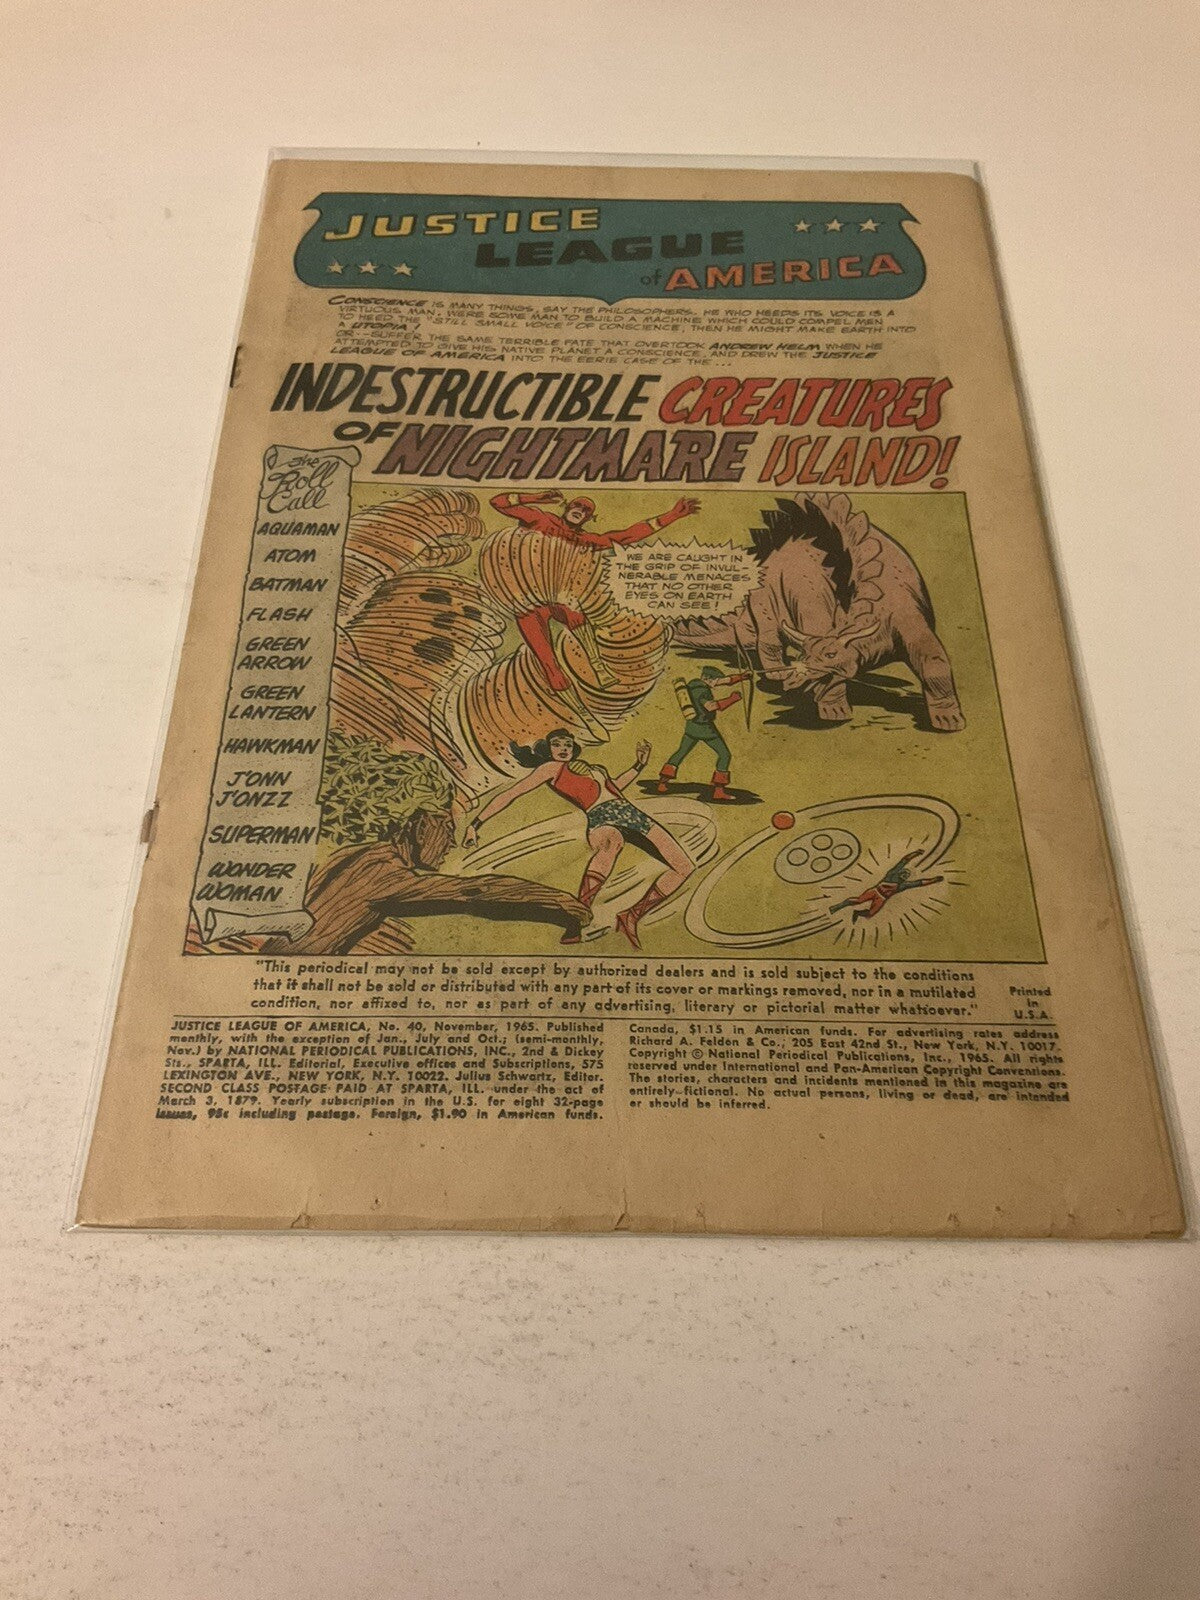 JUSTICE
LEAGUE
of AMERICA
CONSCIENCE IS MANY THINGS, SAY THE PHILOSOPHERS. HE WHO HEEDS ITS VOICE IS A
VIRTUOUS MAN. WERE SOME MAN TO BUILD A MACHINE WHICH COULD COMPEL MEN
TO HEED THE "STILL SMALL VOICE" OF CONSCIENCE, THEN HE MIGHT MAKE EARTH INTO
A UTOPIA!
OR--SUFFER THE SAME TERRIBLE FATE THAT OVERTOOK ANDREW HELM WHEN HE
ATTEMPTED TO GIVE HIS NATIVE PLANET A CONSCIENCE, AND DREW THE JUSTICE
LEAGUE OF AMERICA INTO THE EERIE CASE OF THE...
INDESTRUCTIBLE CREATURES
OF NIGHTMARE ISLAND!
The
Roll
Call
AQUAMAN
ATOM
BATMAN
FLASH
GREEN
ARROW
GREEN
LANTERN
HAWKMAN
J'ONN
J'ONZZ
SUPERMAN
WONDER
WOMAN
WE ARE CAUGHT IN
THE GRIP OF INVUL-
NERABLE MENACES
THAT NO OTHER
EYES ON EARTH
CAN SEE!
"This periodical may not be sold except by authorized dealers and is sold subject to the conditions
that it shall not be sold or distributed with any part of its cover or markings removed, nor in a mutilated
condition, nor affixed to, nor as part of any advertising, literary or pictorial matter whatsoever."
Printed
in
U.S.A.
JUSTICE LEAGUE OF AMERICA, No. 40, November, 1965. Published
monthly, with the exception of Jan., July and Oct.; (semi-monthly,
Nov.) by NATIONAL PERIODICAL PUBLICATIONS, INC., 2nd & Dickey
Sts., SPARTA, ILL. Editorial, Executive offices and Subscriptions, 575
LEXINGTON AVE., NEW YORK, N.Y. 10022. Julius Schwartz, Editor.
SECOND CLASS POSTAGE PAID AT SPARTA, ILL. under the act of
March 3, 1879. Yearly subscription in the U.S. for eight 32-page
issues, 95c including postage. Foreign, $1.90 in American funds.
Canada, $1.15 in American funds. For advertising rates address
Richard A. Feldon & Co., 205 East 42nd St., New York, N.Y. 10017.
Copyright © National Periodical Publications, Inc., 1965. All rights
reserved under International and Pan-American Copyright Conventions.
The stories, characters and incidents mentioned in this magazine are
entirely fictional. No actual persons, living or dead, are intended
or should be inferred.